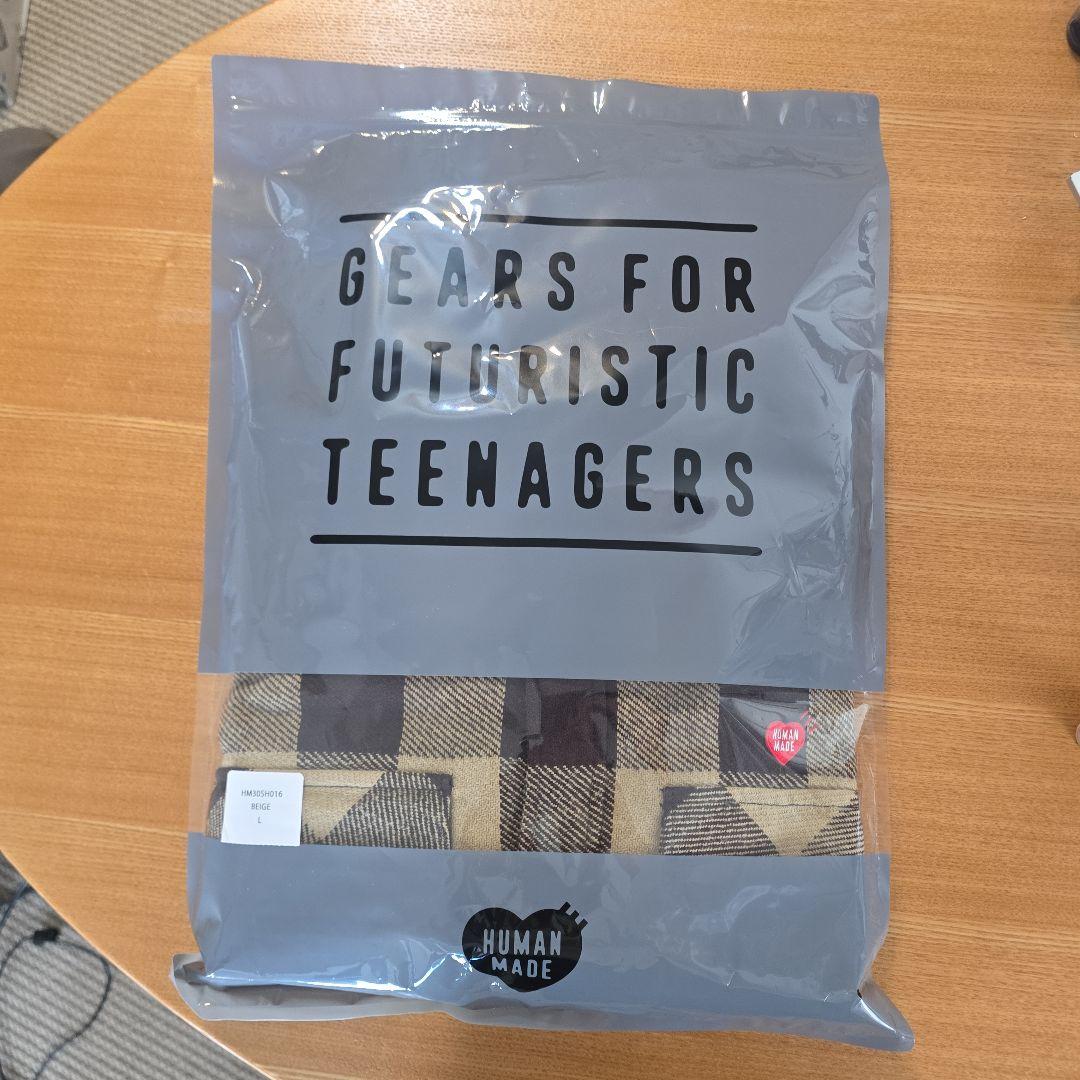 GEARS FOR
FUTURISTIC
TEENAGERS
HUMAN
MADE
HM30SH016
BEIGE
L
HUMAN
MADE